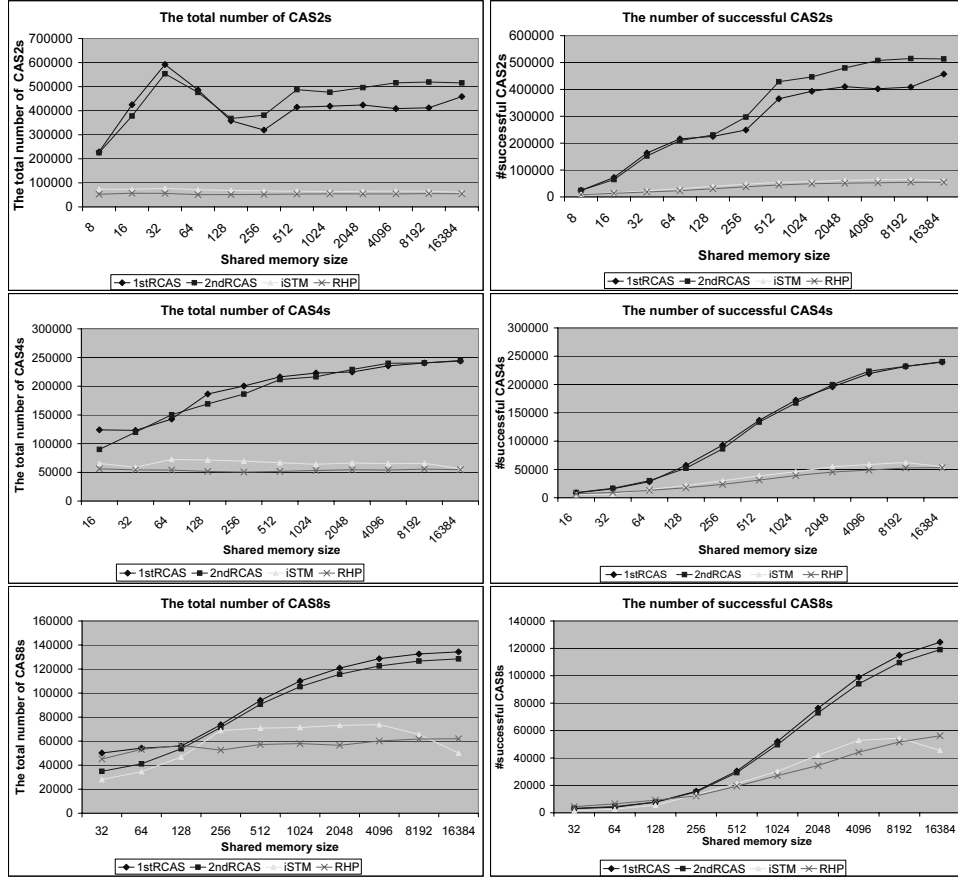 The total number of CAS2s
The total number of CAS2s
700000
600000
500000
400000
300000
200000
100000
0
8 16 32 64 128 256 512 1024 2048 4096 8192 16384
Shared memory size
1stRCAS 2ndRCAS iSTM RHP
The number of successful CAS2s
#successful CAS2s
600000
500000
400000
300000
200000
100000
0
8 16 32 64 128 256 512 1024 2048 4096 8192 16384
Shared memory size
1stRCAS 2ndRCAS iSTM RHP
The total number of CAS4s
The total number of CAS4s
300000
250000
200000
150000
100000
50000
0
16 32 64 128 256 512 1024 2048 4096 8192 16384
Shared memory size
1stRCAS 2ndRCAS iSTM RHP
The number of successful CAS4s
#successful CAS4s
300000
250000
200000
150000
100000
50000
0
16 32 64 128 256 512 1024 2048 4096 8192 16384
Shared memory size
1stRCAS 2ndRCAS iSTM RHP
The total number of CAS8s
The total number of CAS8s
160000
140000
120000
100000
80000
60000
40000
20000
0
32 64 128 256 512 1024 2048 4096 8192 16384
Shared memory size
1stRCAS 2ndRCAS iSTM RHP
The number of successful CAS8s
#successful CAS8s
140000
120000
100000
80000
60000
40000
20000
0
32 64 128 256 512 1024 2048 4096 8192 16384
Shared memory size
1stRCAS 2ndRCAS iSTM RHP